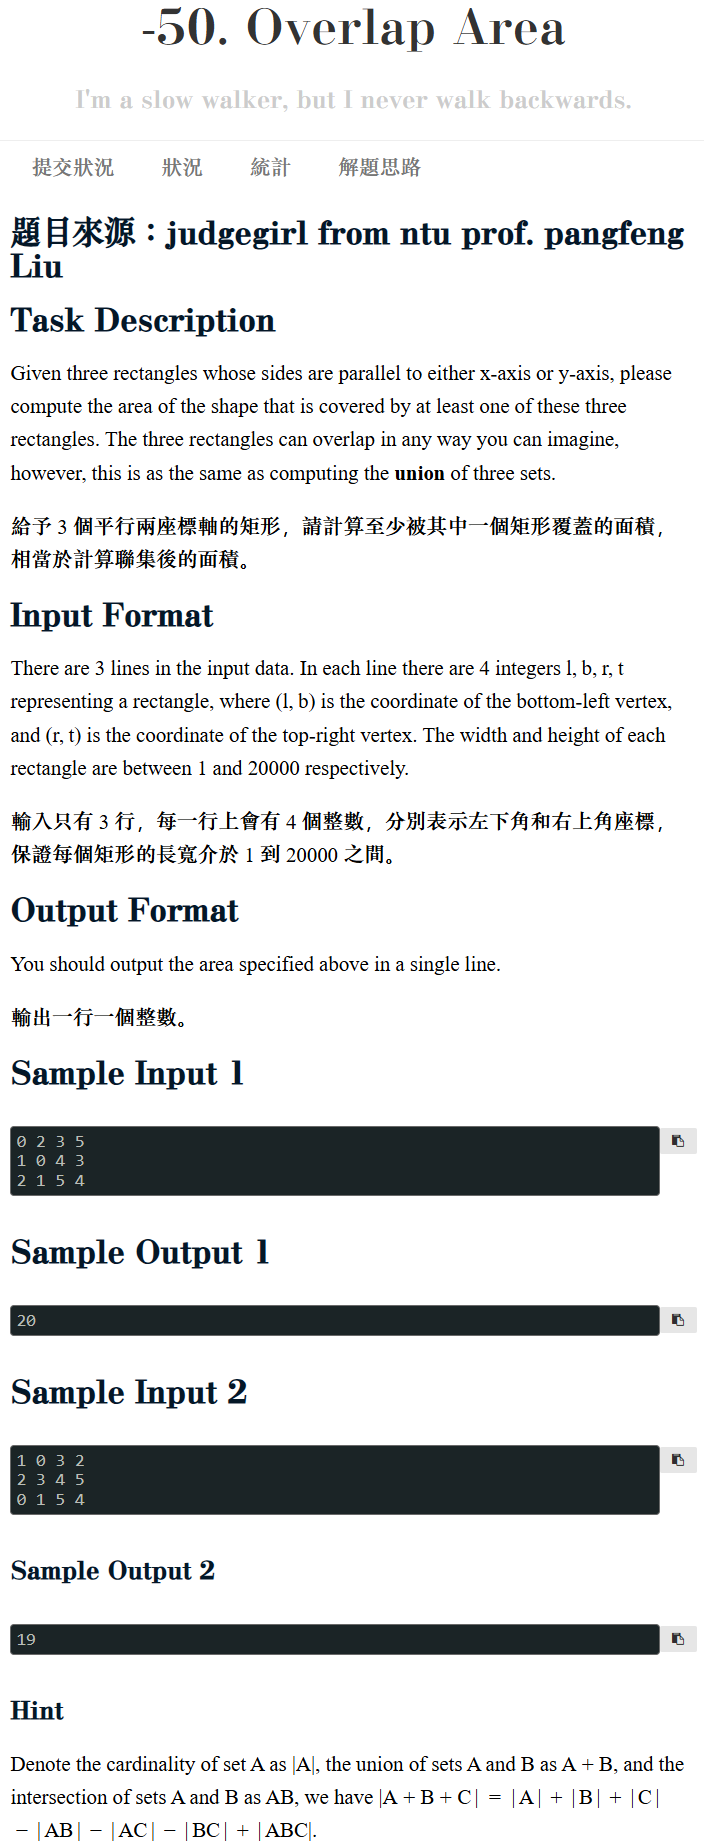 -50. Overlap Area
I'm a slow walker, but I never walk backwards.
提交狀況 狀況 統計 解題思路
題目來源：judgegirl from ntu prof. pangfeng
Liu
Task Description
Given three rectangles whose sides are parallel to either x-axis or y-axis, please
compute the area of the shape that is covered by at least one of these three
rectangles. The three rectangles can overlap in any way you can imagine,
however, this is as the same as computing the union of three sets.
給予 3 個平行兩座標軸的矩形，請計算至少被其中一個矩形覆蓋的面積，
相當於計算聯集後的面積。
Input Format
There are 3 lines in the input data. In each line there are 4 integers l, b, r, t
representing a rectangle, where (l, b) is the coordinate of the bottom-left vertex,
and (r, t) is the coordinate of the top-right vertex. The width and height of each
rectangle are between 1 and 20000 respectively.
輸入只有 3 行，每一行上會有 4 個整數，分別表示左下角和右上角座標，
保證每個矩形的長寬介於 1 到 20000 之間。
Output Format
You should output the area specified above in a single line.
輸出一行一個整數。
Sample Input 1
0 2 3 5
1 0 4 3
2 1 5 4
Sample Output 1
20
Sample Input 2
1 0 3 2
2 3 4 5
0 1 5 4
Sample Output 2
19
Hint
Denote the cardinality of set A as |A|, the union of sets A and B as A + B, and the
intersection of sets A and B as AB, we have |A + B + C| = |A| + |B| + |C|
− |AB| − |AC| − |BC| + |ABC|.